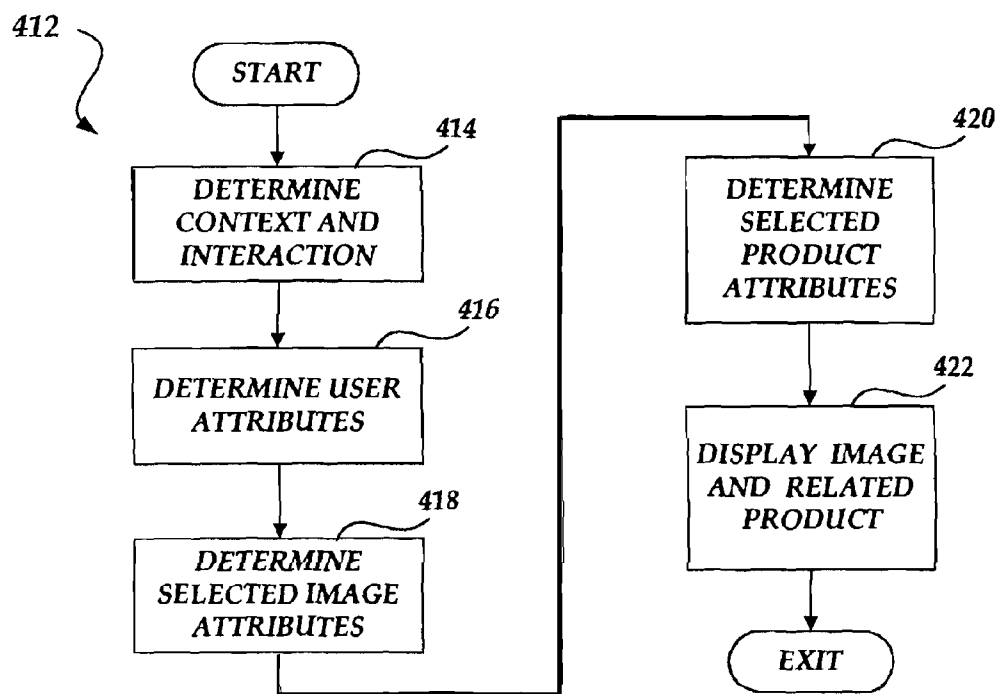 412
START
414
DETERMINE
CONTEXT AND
INTERACTION
416
DETERMINE USER
ATTRIBUTES
418
DETERMINE
SELECTED IMAGE
ATTRIBUTES
420
DETERMINE
SELECTED
PRODUCT
ATTRIBUTES
422
DISPLAY IMAGE
AND RELATED
PRODUCT
EXIT